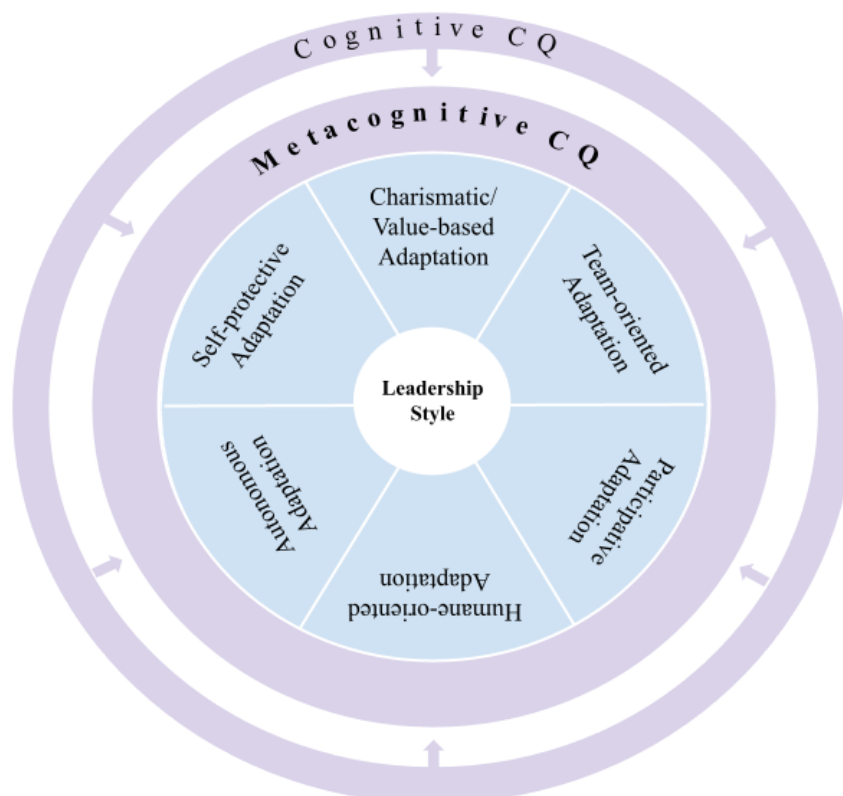 Cognitive CQ
Metacognitive CQ
Charismatic/
Value-based
Adaptation
Team-oriented
Adaptation
Participative
Adaptation
Humane-oriented
Adaptation
Autonomous
Adaptation
Self-protective
Adaptation
Leadership
Style